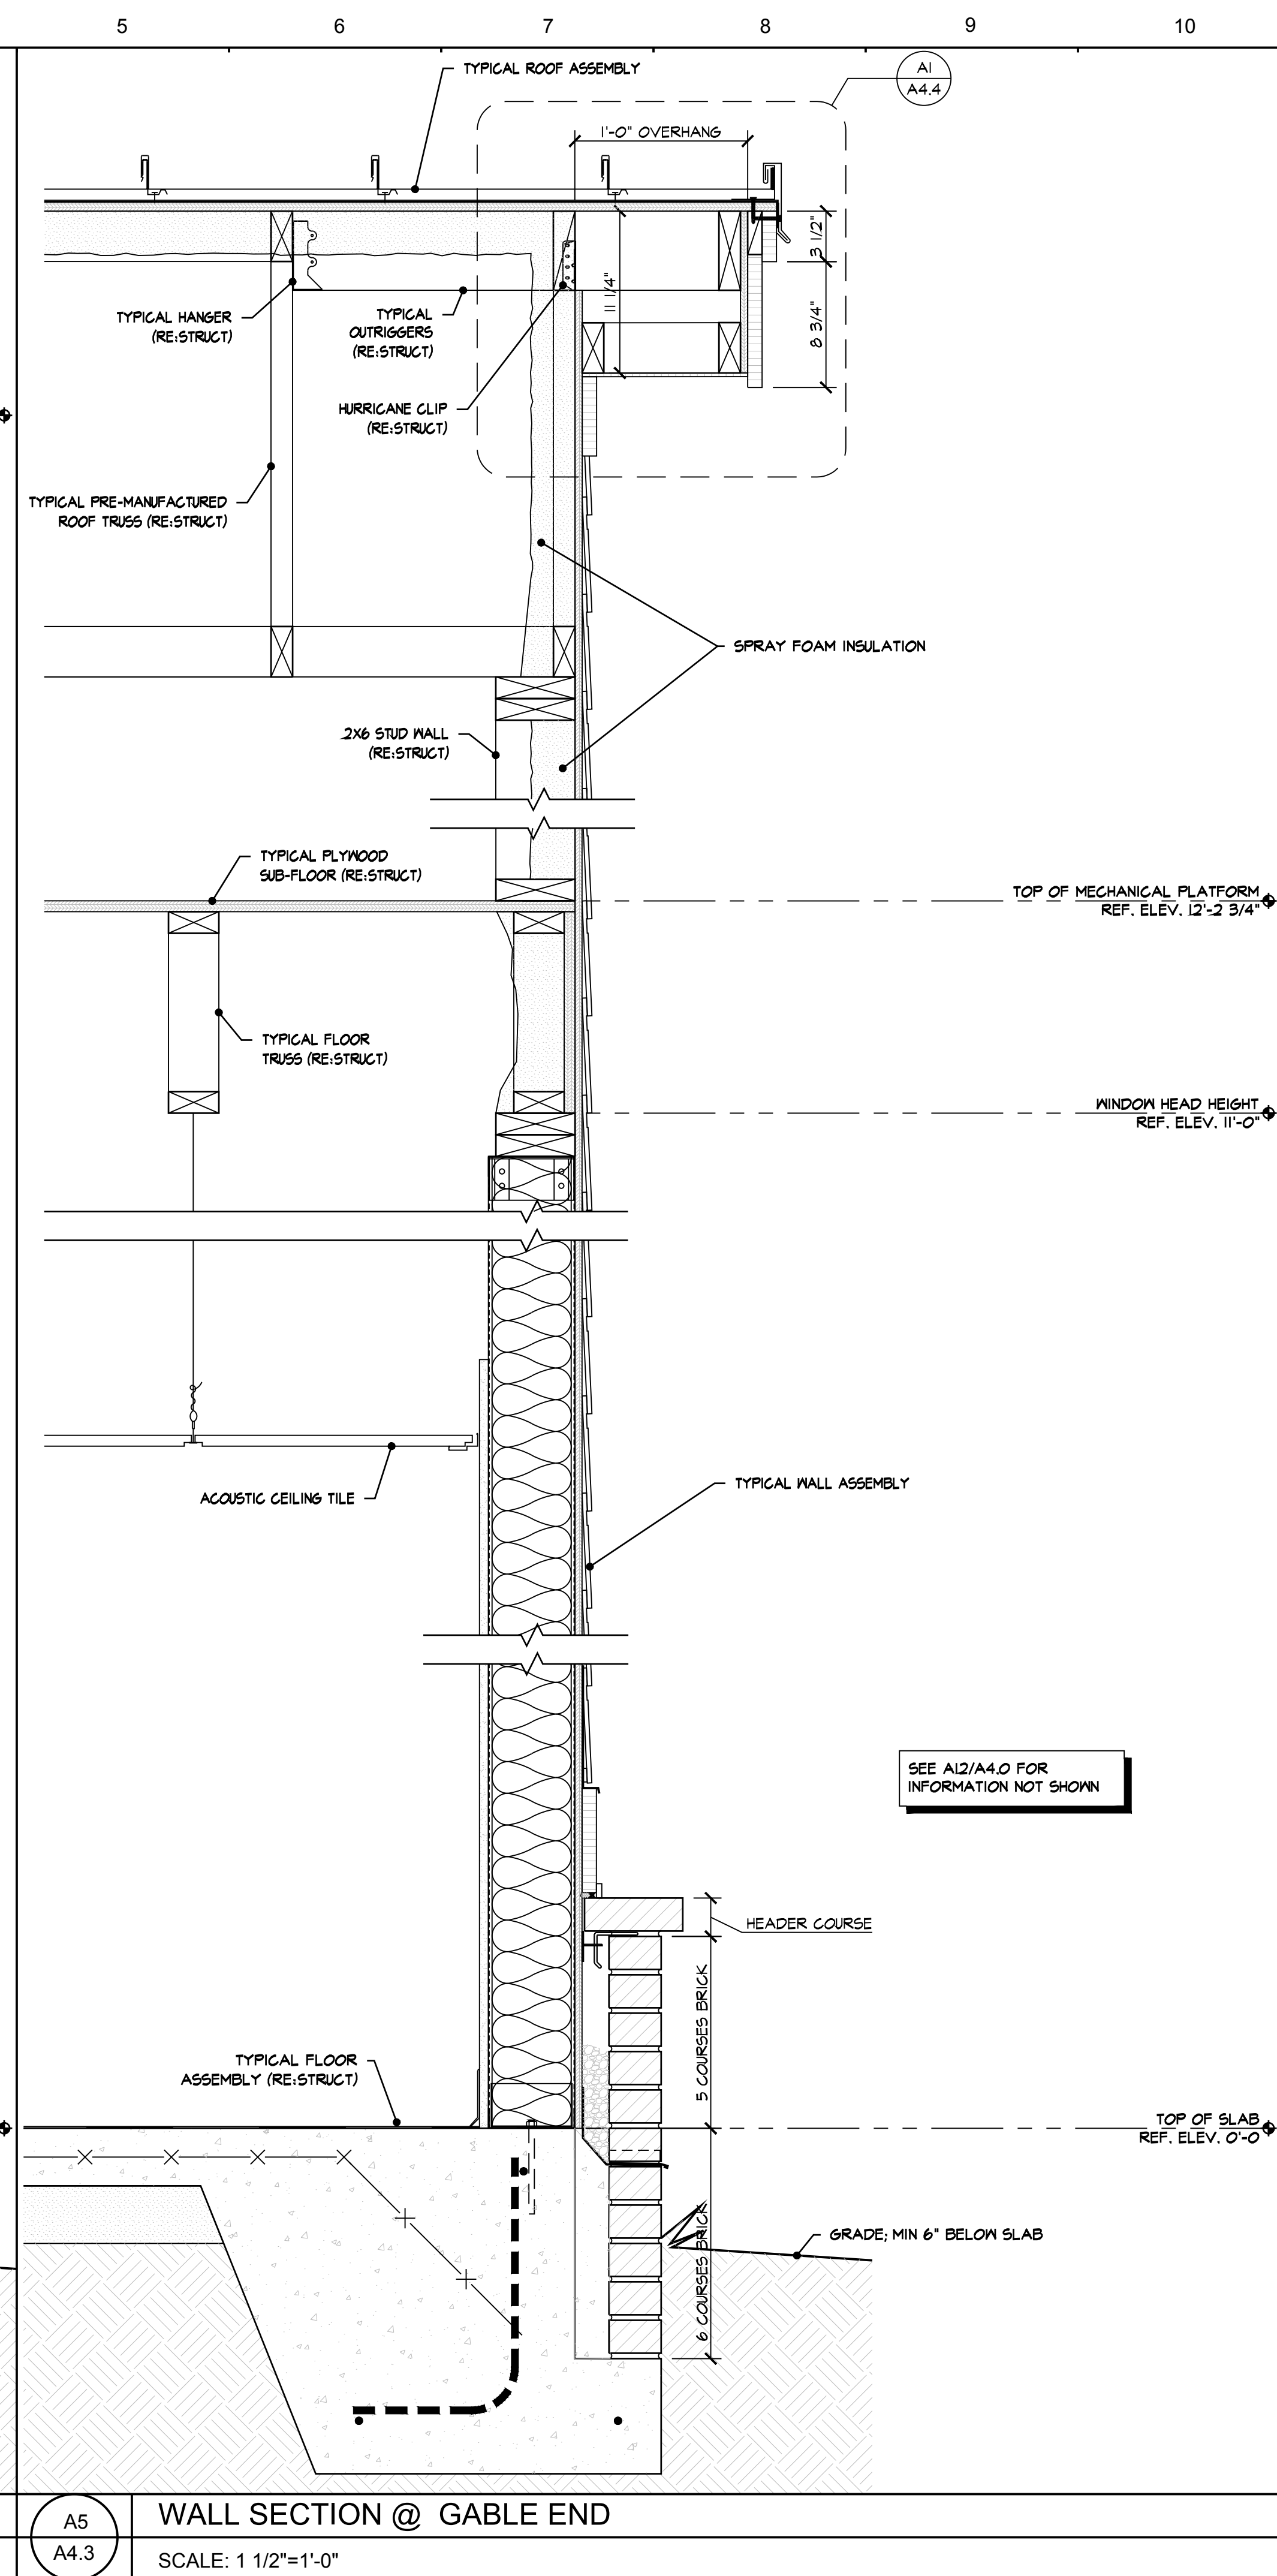 5 6 7 8 9 10
TYPICAL ROOF ASSEMBLY
A1
A4.4
1'-0" OVERHANG
3 1/2"
11 1/4"
8 3/4"
TYPICAL HANGER
(RE:STRUCT)
TYPICAL
OUTRIGGERS
(RE:STRUCT)
HURRICANE CLIP
(RE:STRUCT)
TYPICAL PRE-MANUFACTURED
ROOF TRUSS (RE:STRUCT)
SPRAY FOAM INSULATION
2X6 STUD WALL
(RE:STRUCT)
TYPICAL PLYWOOD
SUB-FLOOR (RE:STRUCT)
TOP OF MECHANICAL PLATFORM
REF. ELEV. 12'-2 3/4"
TYPICAL FLOOR
TRUSS (RE:STRUCT)
WINDOW HEAD HEIGHT
REF. ELEV. 11'-0"
ACOUSTIC CEILING TILE
TYPICAL WALL ASSEMBLY
SEE A12/A4.0 FOR
INFORMATION NOT SHOWN
HEADER COURSE
5 COURSES BRICK
TYPICAL FLOOR
ASSEMBLY (RE:STRUCT)
TOP OF SLAB
REF. ELEV. 0'-0
GRADE; MIN 6" BELOW SLAB
6 COURSES BRICK
A5
A4.3
WALL SECTION @ GABLE END
SCALE: 1 1/2"=1'-0"